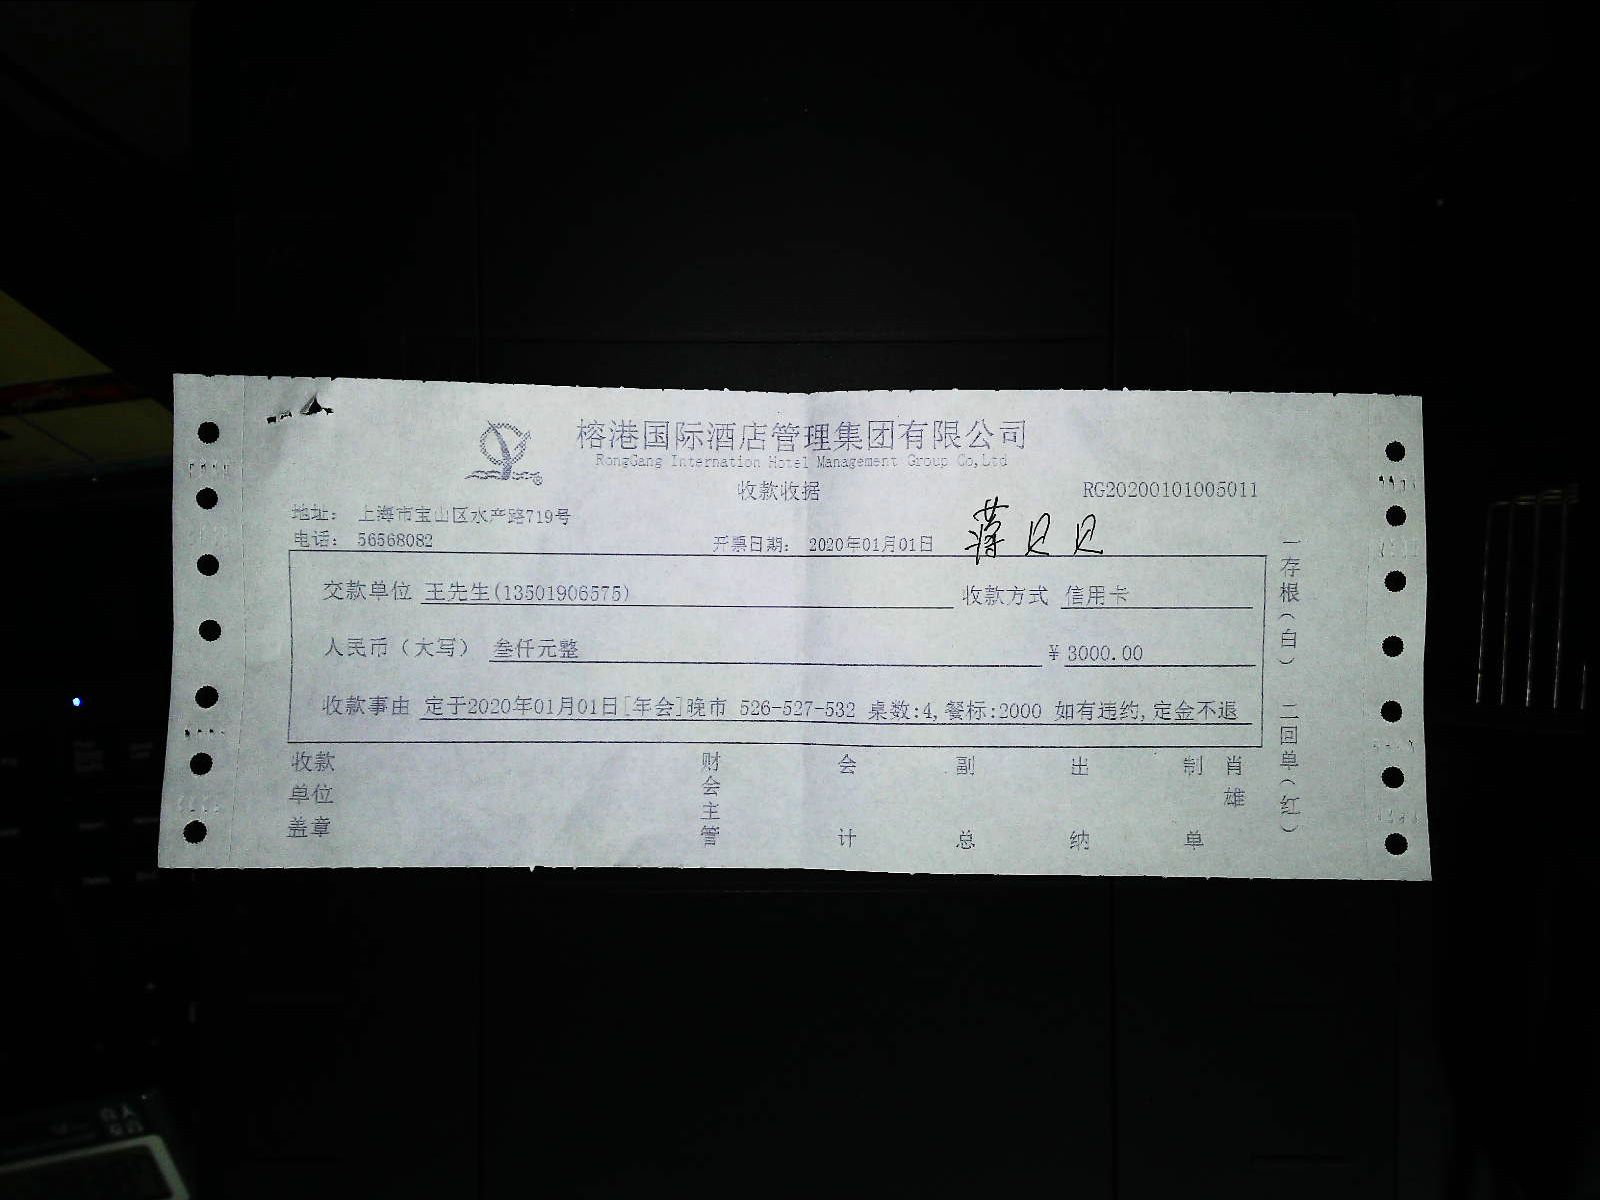 榕港国际酒店管理集团有限公司
RongGang Internation Hotel Management Group Co,Ltd
收款收据
RG20200101005011
地址： 上海市宝山区水产路719号
电话： 56568082
开票日期： 2020年01月01日
蒋贝贝
交款单位 王先生(13501906575)
收款方式 信用卡
人民币（大写） 叁仟元整
¥3000.00
收款事由 定于2020年01月01日[年会]晚市 526-527-532 桌数:4,餐标:2000 如有违约,定金不退
收款单位盖章
财会主管
会计
副总
出纳
制单
肖雄
一存根（白） 二回单（红）